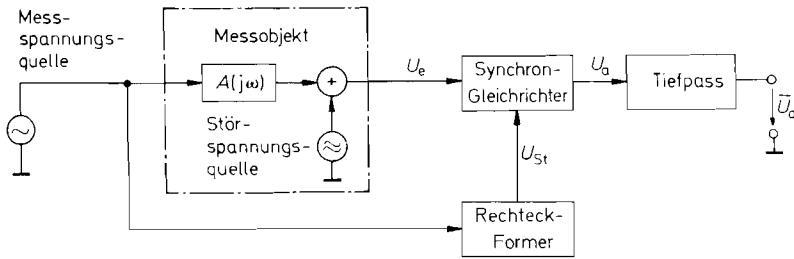 Mess-
spannungs-
quelle
Messobjekt
A(jω)
+
Stör-
spannungs-
quelle
U_e
Synchron-
Gleichrichter
U_a
Tiefpass
Ū_a
U_St
Rechteck-
Former